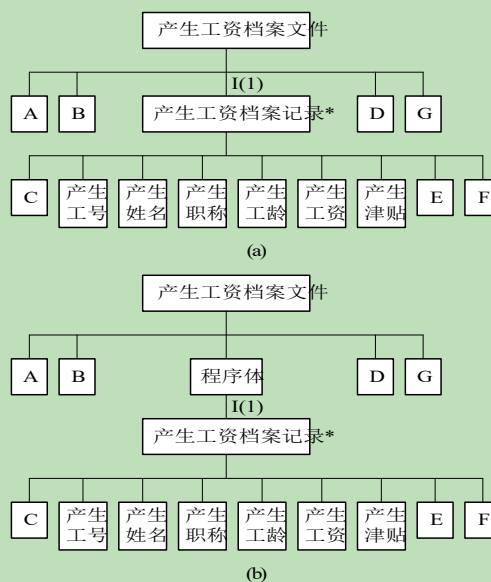 产生工资档案文件
I(1)
A B 产生工资档案记录* D G
C 产生工号 产生姓名 产生职称 产生工龄 产生工资 产生津贴 E F
(a)
产生工资档案文件
A B 程序体 D G
I(1)
产生工资档案记录*
C 产生工号 产生姓名 产生职称 产生工龄 产生工资 产生津贴 E F
(b)